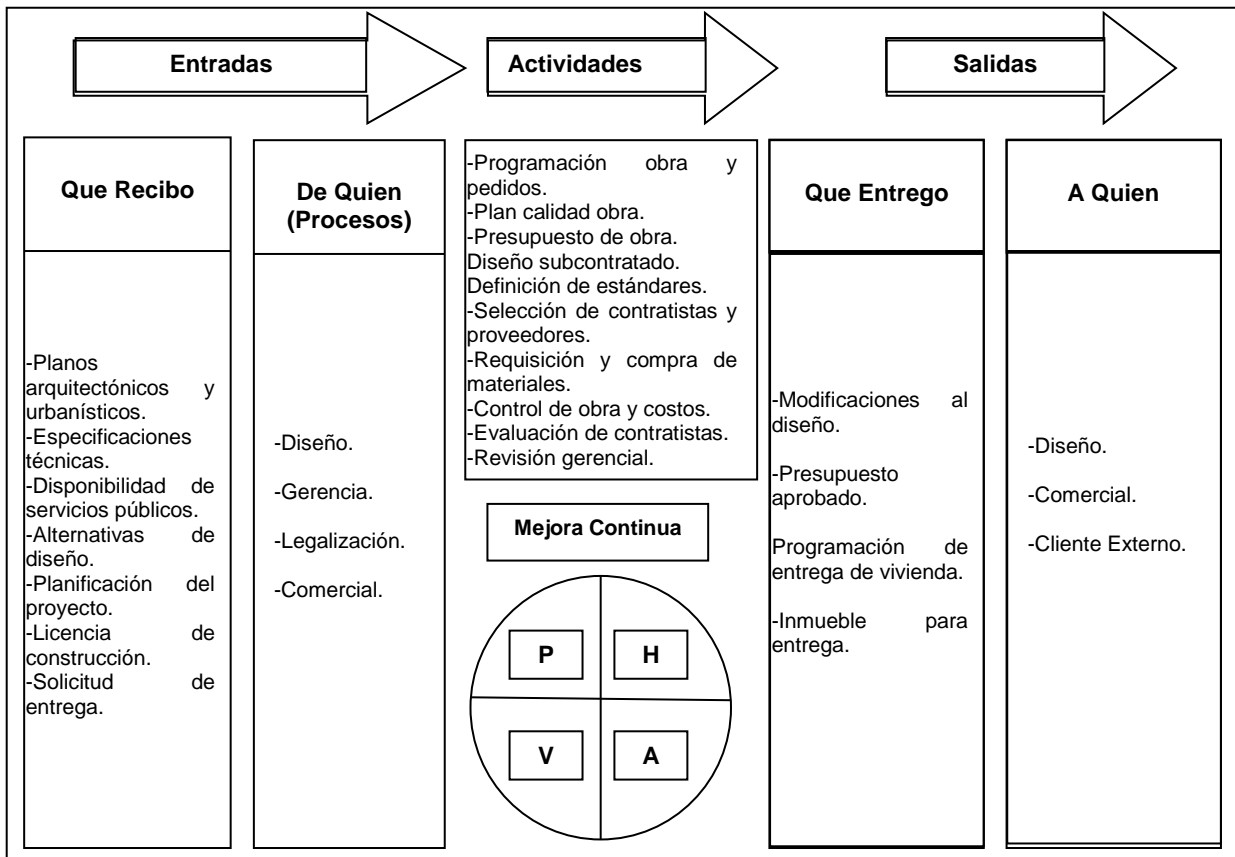 Entradas
Actividades
Salidas
Que Recibo
-Planos
arquitectónicos y
urbanísticos.
-Especificaciones
técnicas.
-Disponibilidad de
servicios públicos.
-Alternativas de
diseño.
-Planificación del
proyecto.
-Licencia de
construcción.
-Solicitud de
entrega.
De Quien
(Procesos)
-Diseño.
-Gerencia.
-Legalización.
-Comercial.
-Programación obra y
pedidos.
-Plan calidad obra.
-Presupuesto de obra.
Diseño subcontratado.
Definición de estándares.
-Selección de contratistas y
proveedores.
-Requisición y compra de
materiales.
-Control de obra y costos.
-Evaluación de contratistas.
-Revisión gerencial.
Mejora Continua
P H
V A
Que Entrego
-Modificaciones al
diseño.
-Presupuesto
aprobado.
Programación de
entrega de vivienda.
-Inmueble para
entrega.
A Quien
-Diseño.
-Comercial.
-Cliente Externo.